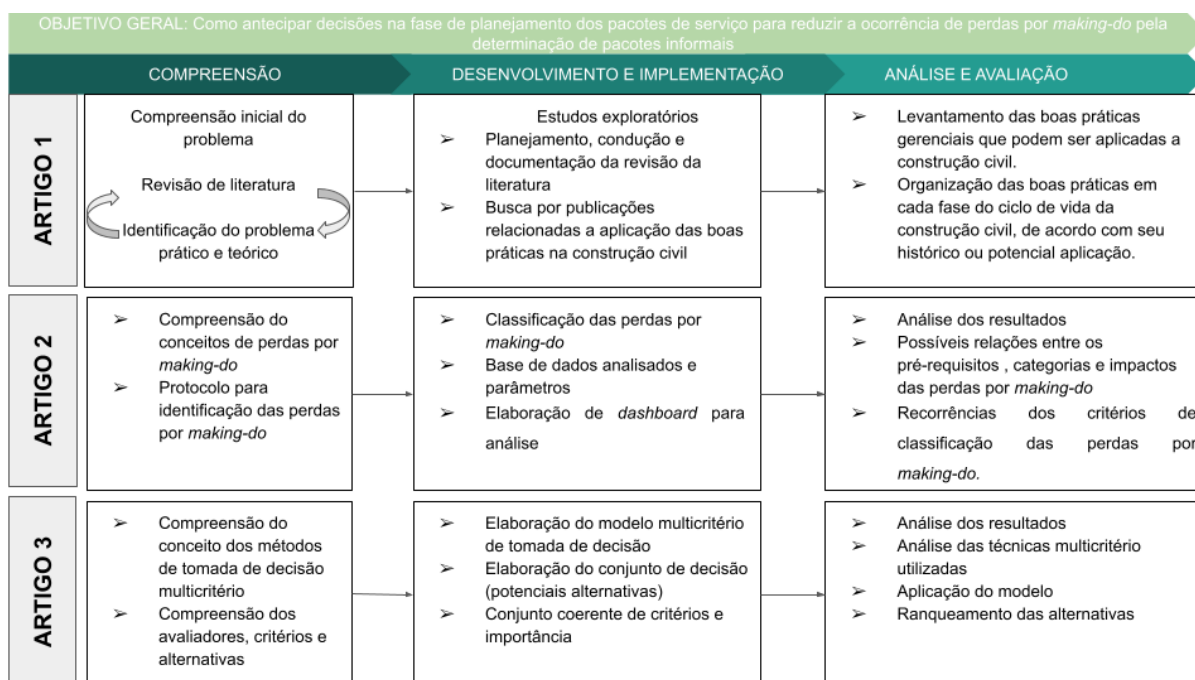 OBJETIVO GERAL: Como antecipar decisões na fase de planejamento dos pacotes de serviço para reduzir a ocorrência de perdas por making-do pela
determinação de pacotes informais
COMPREENSÃO
DESENVOLVIMENTO E IMPLEMENTAÇÃO
ANÁLISE E AVALIAÇÃO
ARTIGO 1
Compreensão inicial do
problema
Revisão de literatura
Identificação do problema
prático e teórico
Estudos exploratórios
➢ Planejamento, condução e
documentação da revisão da
literatura
➢ Busca por publicações
relacionadas a aplicação das boas
práticas na construção civil
➢ Levantamento das boas práticas
gerenciais que podem ser aplicadas a
construção civil.
➢ Organização das boas práticas em
cada fase do ciclo de vida da
construção civil, de acordo com seu
histórico ou potencial aplicação.
ARTIGO 2
➢ Compreensão do
conceitos de perdas por
making-do
➢ Protocolo para
identificação das perdas
por making-do
➢ Classificação das perdas por
making-do
➢ Base de dados analisados e
parâmetros
➢ Elaboração de dashboard para
análise
➢ Análise dos resultados
➢ Possíveis relações entre os
pré-requisitos , categorias e impactos
das perdas por making-do
➢ Recorrências dos critérios de
classificação das perdas por
making-do.
ARTIGO 3
➢ Compreensão do
conceito dos métodos
de tomada de decisão
multicritério
➢ Compreensão dos
avaliadores, critérios e
alternativas
➢ Elaboração do modelo multicritério
de tomada de decisão
➢ Elaboração do conjunto de decisão
(potenciais alternativas)
➢ Conjunto coerente de critérios e
importância
➢ Análise dos resultados
➢ Análise das técnicas multicritério
utilizadas
➢ Aplicação do modelo
➢ Ranqueamento das alternativas